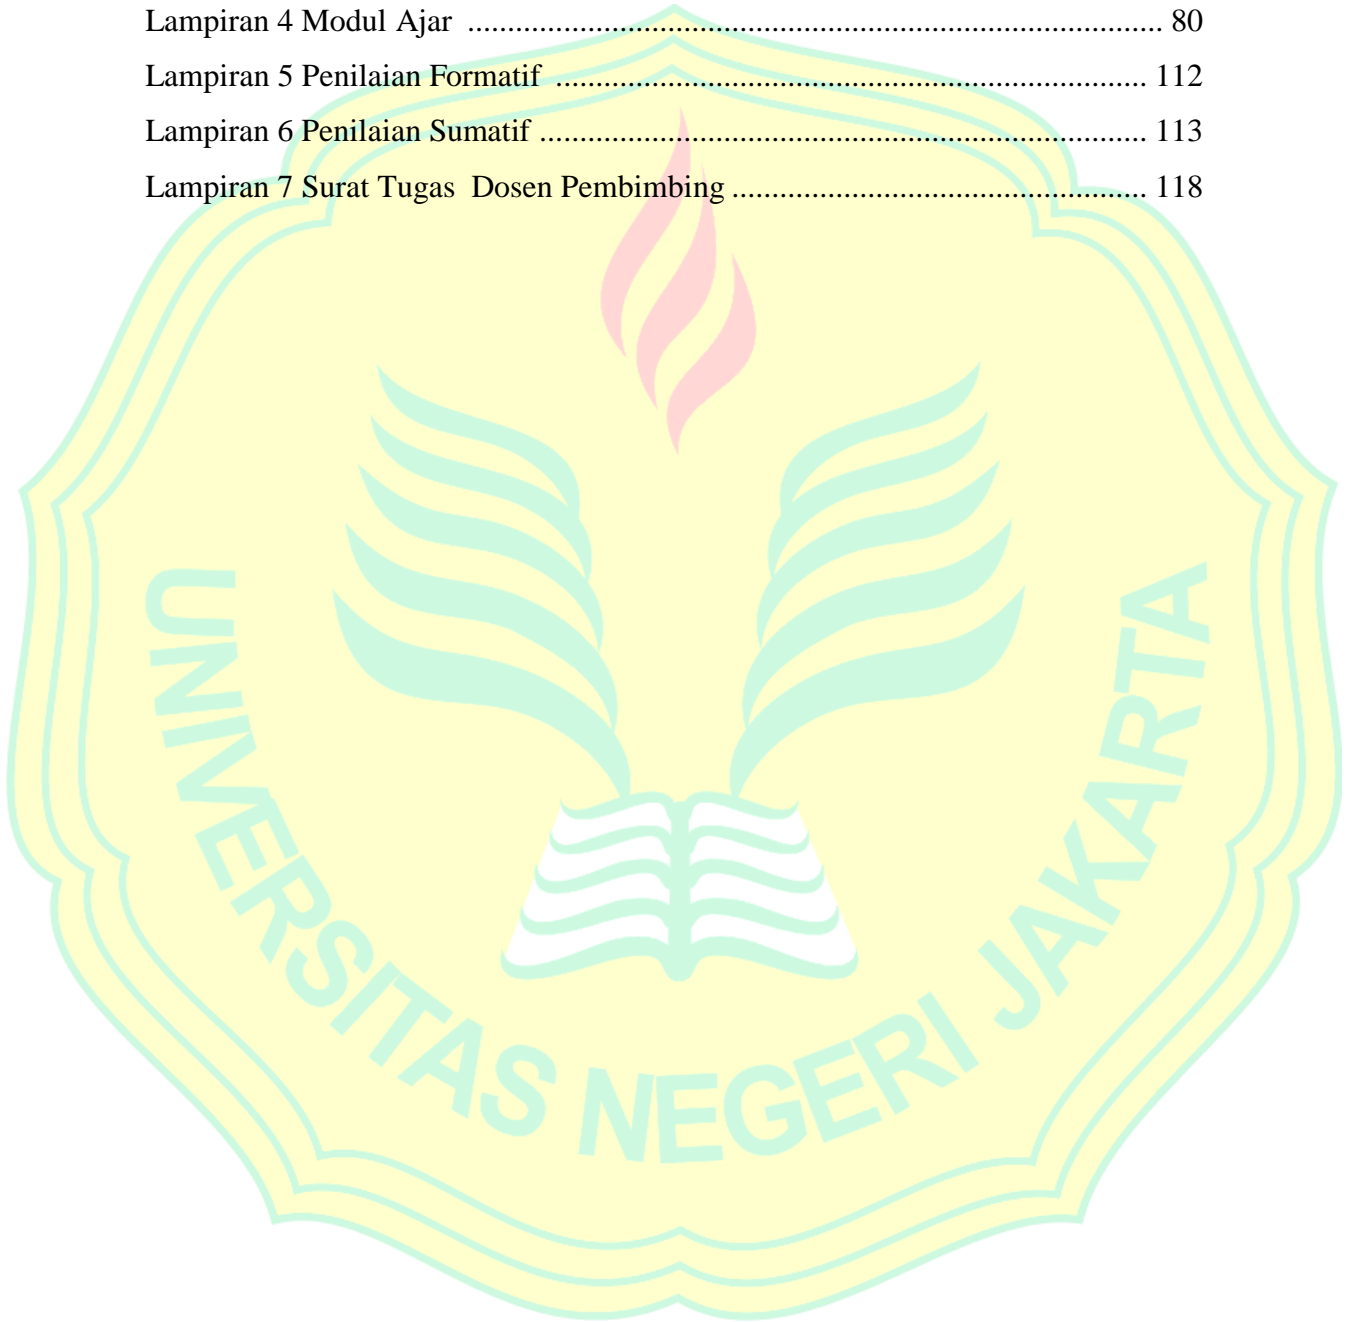 Lampiran 4 Modul Ajar ....................................................................................... 80
Lampiran 5 Penilaian Formatif .......................................................................... 112
Lampiran 6 Penilaian Sumatif ............................................................................ 113
Lampiran 7 Surat Tugas  Dosen Pembimbing .................................................... 118
UNIVERSITAS NEGERI JAKARTA